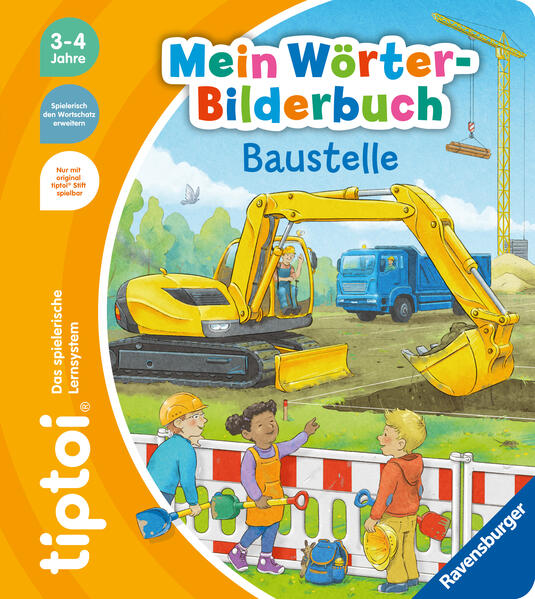 3-4
Jahre
Spielerisch
den Wortschatz
erweitern
Nur mit
original
tiptoi® Stift
spielbar
Mein Wörter-
Bilderbuch
Baustelle
Das spielerische
Lernsystem
tiptoi®
Ravensburger